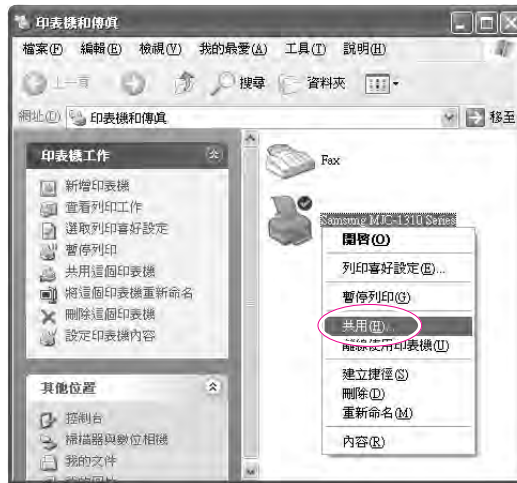 印表機和傳真
檔案(F) 編輯(E) 檢視(V) 我的最愛(A) 工具(T) 說明(H)
上一頁 搜尋 資料夾
網址(D) 印表機和傳真 移至
印表機工作
新增印表機
查看列印工作
選取列印喜好設定
暫停列印
共用這個印表機
將這個印表機重新命名
刪除這個印表機
設定印表機內容
其他位置
控制台
掃描器與數位相機
我的文件
我的圖片
Fax
Samsung MJC-1310 Series
開啓(O)
列印喜好設定(E)...
暫停列印(G)
共用(H)...
離線使用印表機(U)
建立捷徑(S)
刪除(D)
重新命名(M)
內容(R)